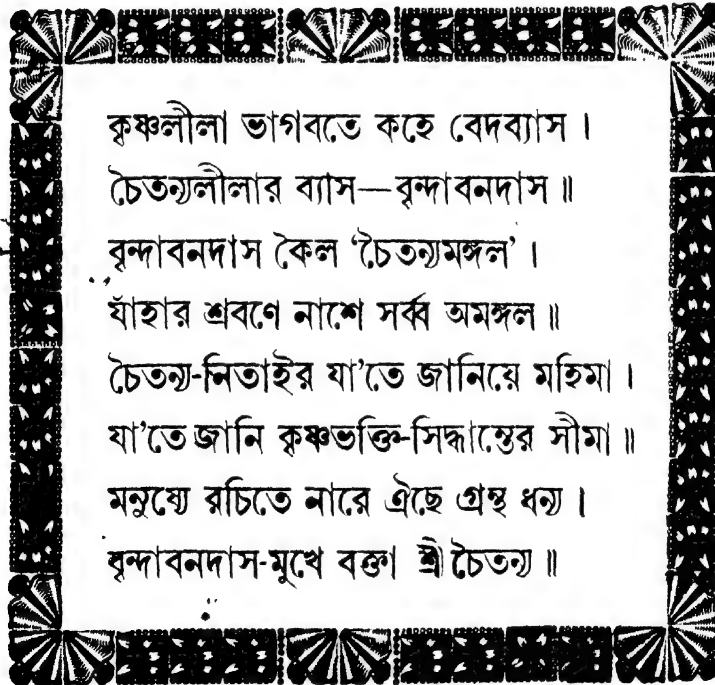 কৃষ্ণলীলা ভাগবতে কহে বেদব্যাস ।
চৈতন্যলীলার ব্যাস—বৃন্দাবনদাস ॥
বৃন্দাবনদাস কৈল ‘চৈতন্যমঙ্গল’ ।
যাঁহার শ্রবণে নাশে সর্ব্ব অমঙ্গল ॥
চৈতন্য-নিতাইর যা’তে জানিয়ে মহিমা ।
যা’তে জানি কৃষ্ণভক্তি-সিদ্ধান্তের সীমা ॥
মনুষ্যে রচিতে নারে ঐছে গ্রন্থ ধন্য ।
বৃন্দাবনদাস-মুখে বক্তা শ্রীচৈতন্য ॥